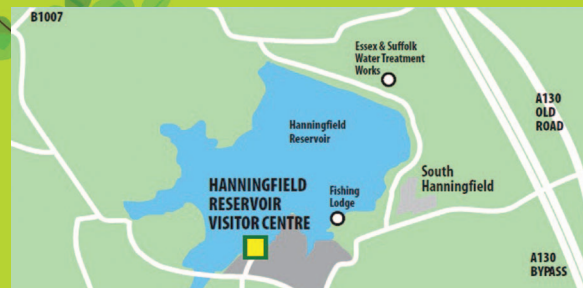 B1007
Essex & Suffolk
Water Treatment
Works
A130
OLD
ROAD
Hanningfield
Reservoir
South
Hanningfield
HANNINGFIELD
RESERVOIR
VISITOR CENTRE
Fishing
Lodge
A130
BYPASS